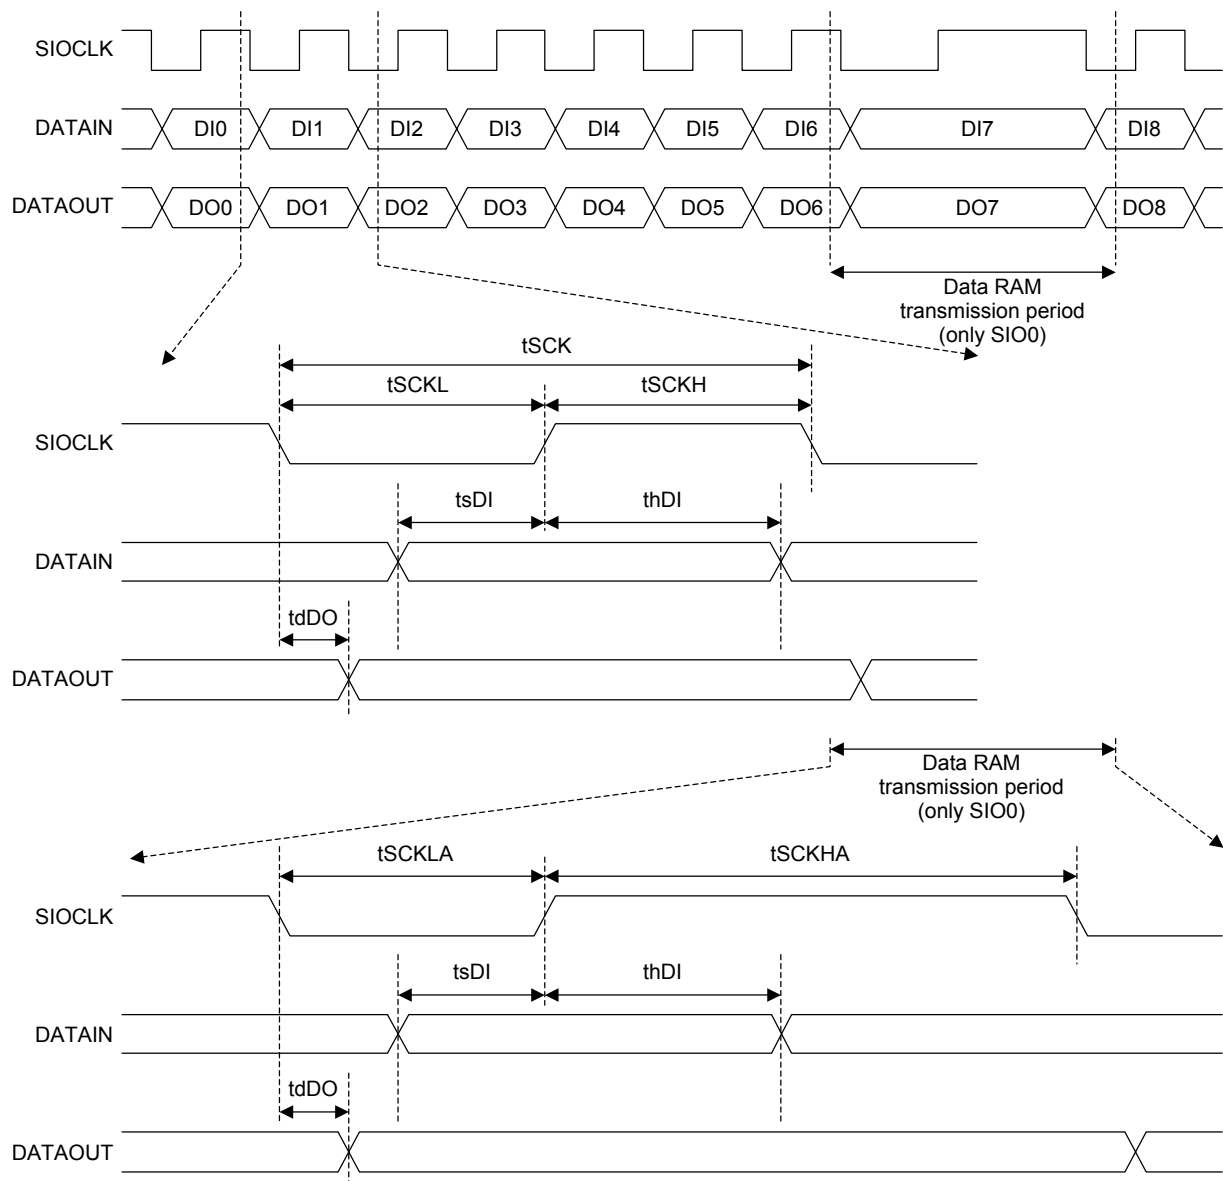 SIOCLK
DATAIN DI0 DI1 DI2 DI3 DI4 DI5 DI6 DI7 DI8
DATAOUT DO0 DO1 DO2 DO3 DO4 DO5 DO6 DO7 DO8
Data RAM
transmission period
(only SIO0)
tSCK
tSCKL tSCKH
SIOCLK
tsDI thDI
DATAIN
tdDO
DATAOUT
Data RAM
transmission period
(only SIO0)
tSCKLA tSCKHA
SIOCLK
tsDI thDI
DATAIN
tdDO
DATAOUT